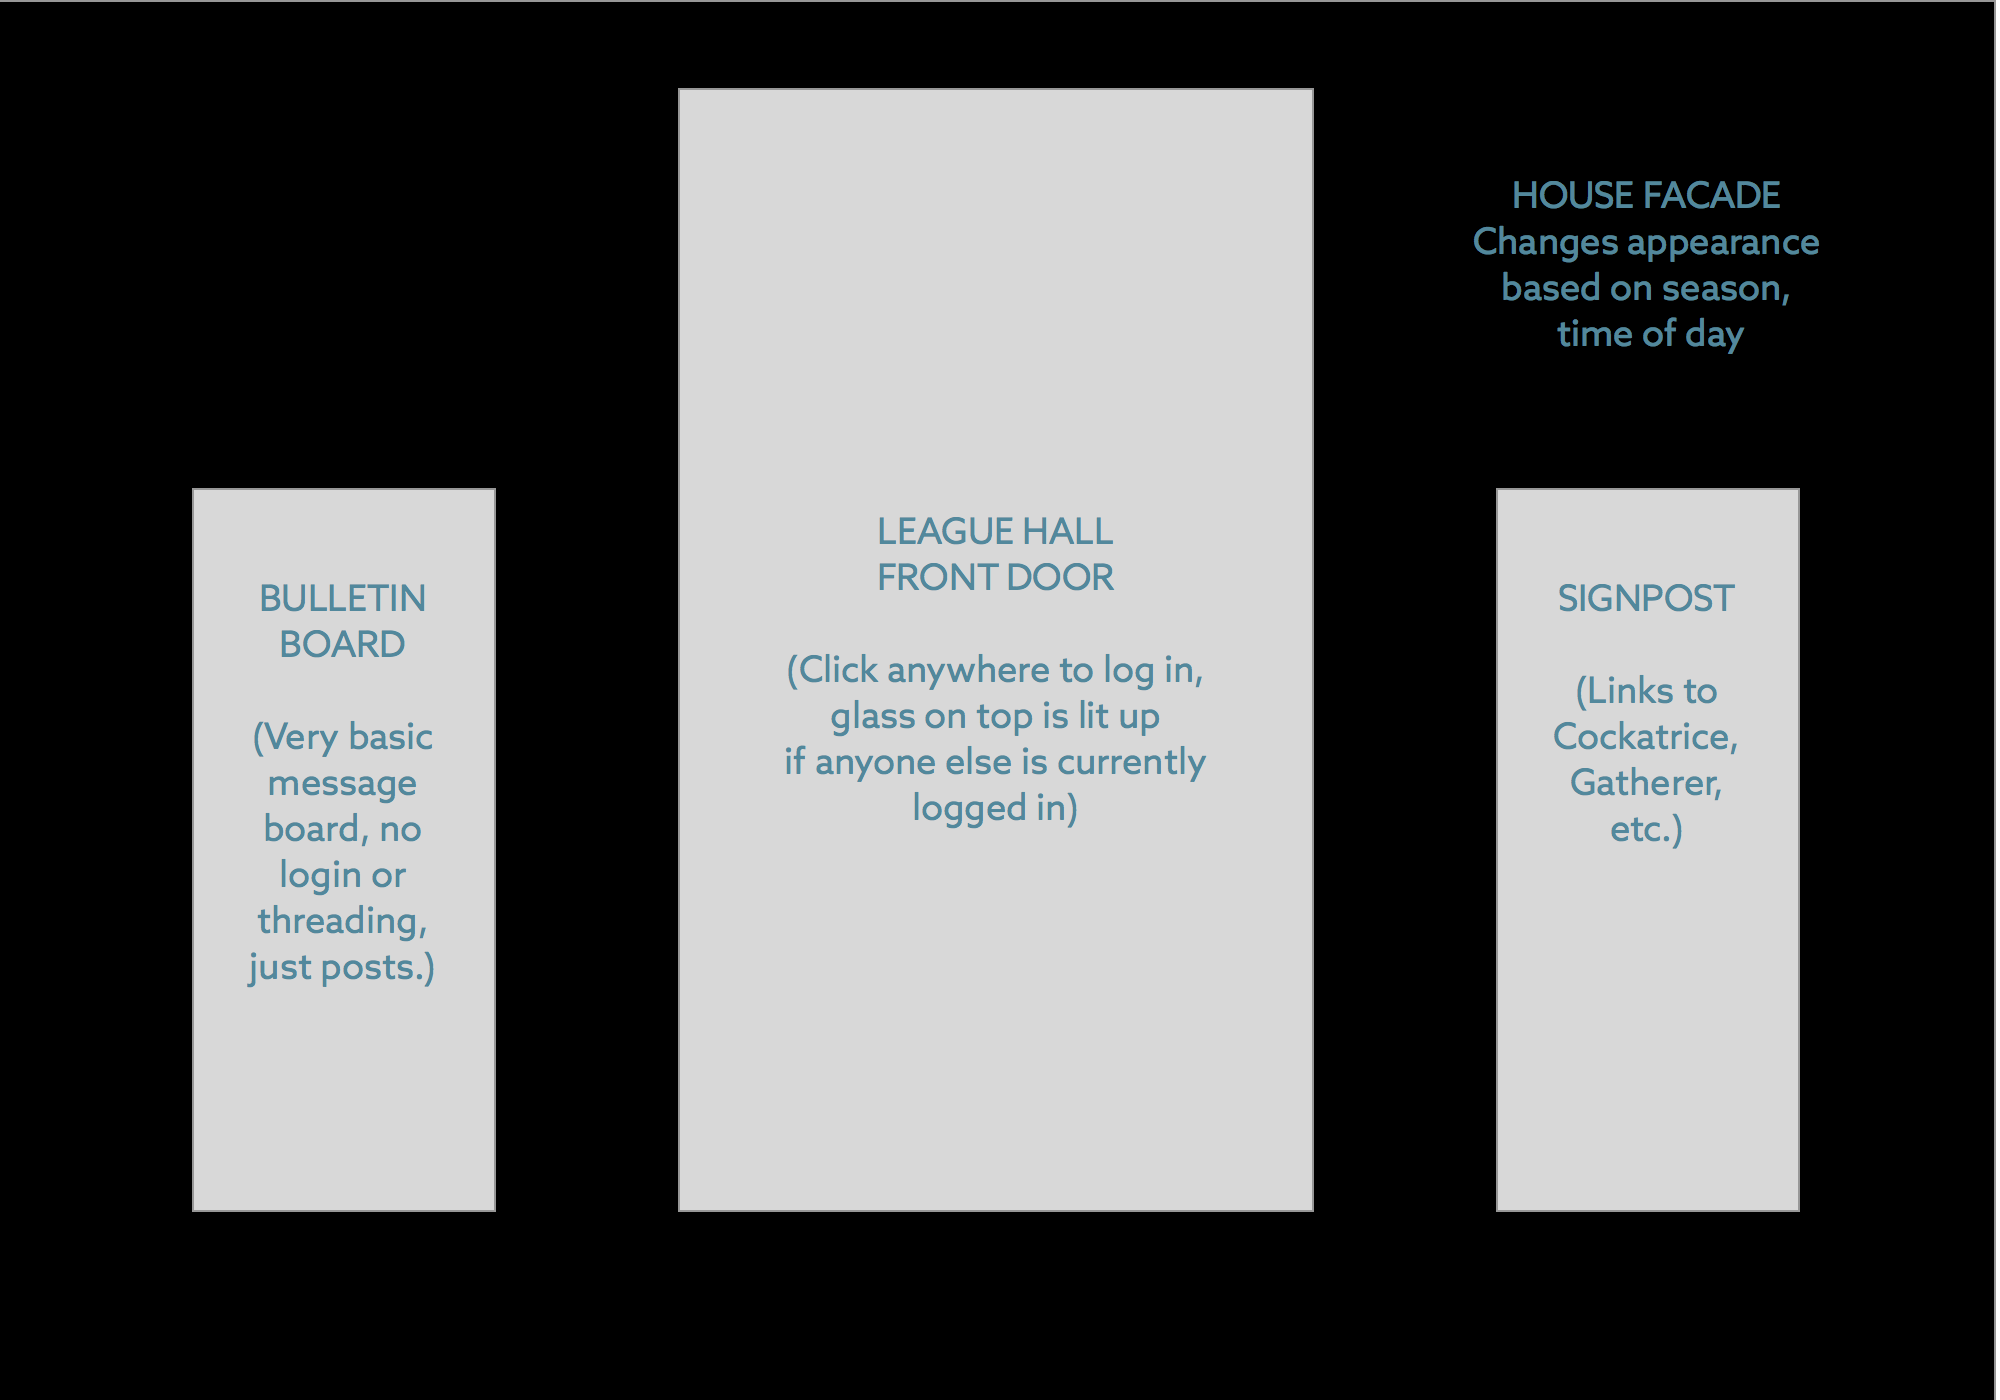 HOUSE FACADE
Changes appearance
based on season,
time of day
BULLETIN
BOARD
(Very basic
message
board, no
login or
threading,
just posts.)
LEAGUE HALL
FRONT DOOR
(Click anywhere to log in,
glass on top is lit up
if anyone else is currently
logged in)
SIGNPOST
(Links to
Cockatrice,
Gatherer,
etc.)